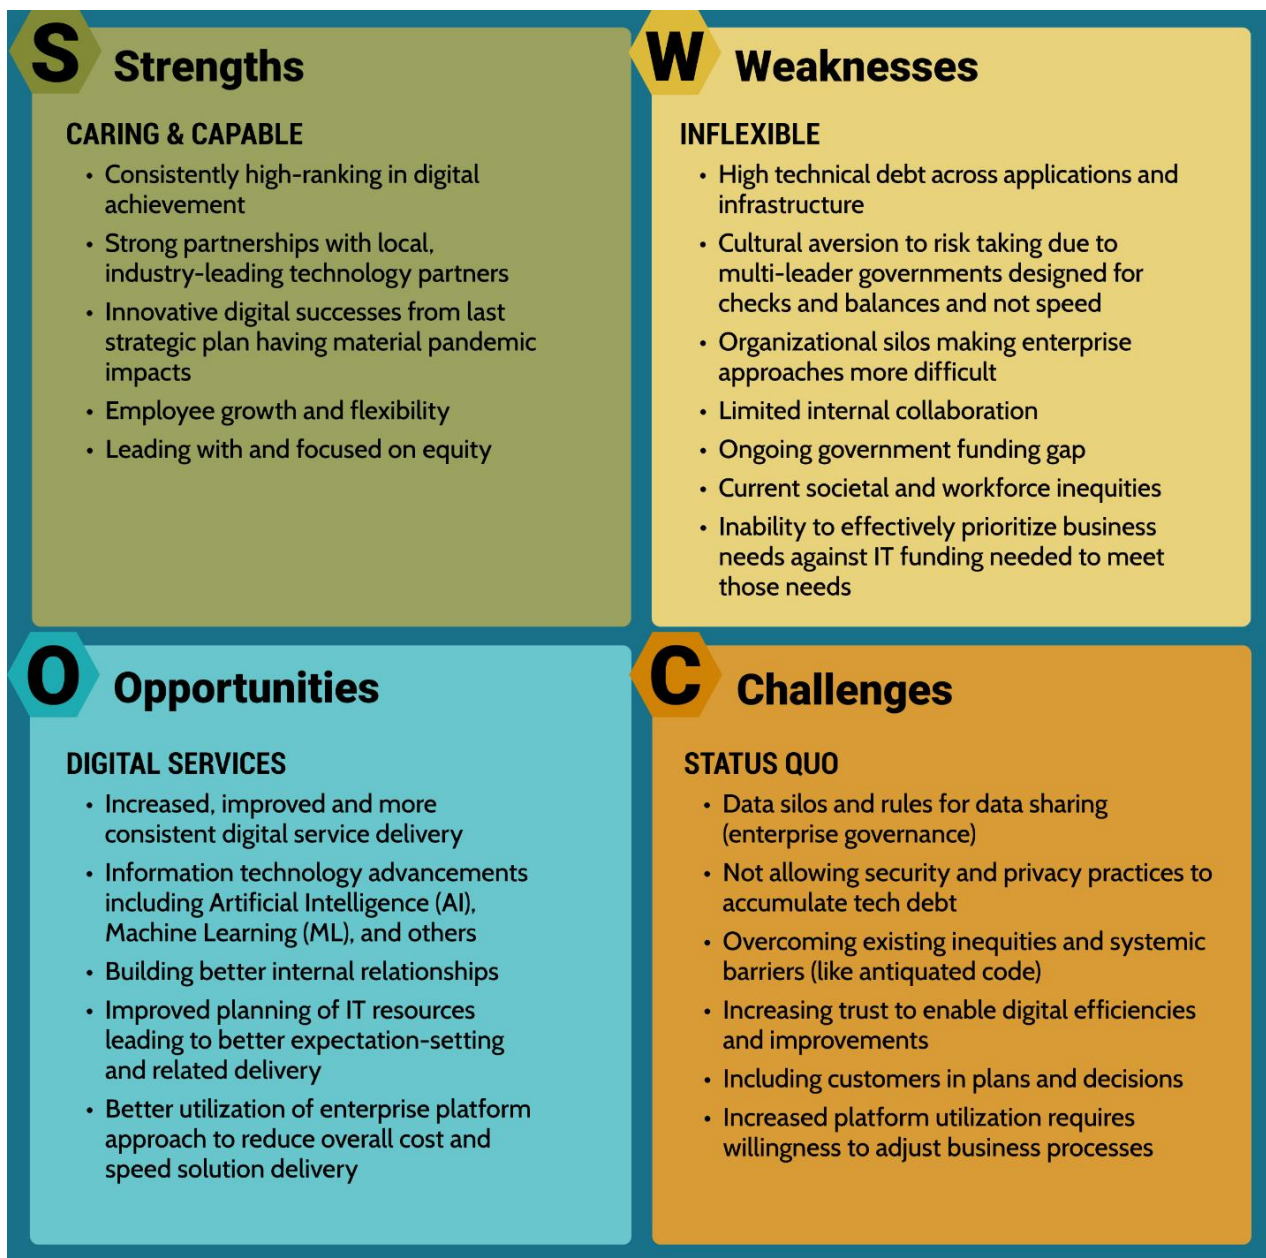 S Strengths
CARING & CAPABLE
• Consistently high-ranking in digital
achievement
• Strong partnerships with local,
industry-leading technology partners
• Innovative digital successes from last
strategic plan having material pandemic
impacts
• Employee growth and flexibility
• Leading with and focused on equity
W Weaknesses
INFLEXIBLE
• High technical debt across applications and
infrastructure
• Cultural aversion to risk taking due to
multi-leader governments designed for
checks and balances and not speed
• Organizational silos making enterprise
approaches more difficult
• Limited internal collaboration
• Ongoing government funding gap
• Current societal and workforce inequities
• Inability to effectively prioritize business
needs against IT funding needed to meet
those needs
O Opportunities
DIGITAL SERVICES
• Increased, improved and more
consistent digital service delivery
• Information technology advancements
including Artificial Intelligence (AI),
Machine Learning (ML), and others
• Building better internal relationships
• Improved planning of IT resources
leading to better expectation-setting
and related delivery
• Better utilization of enterprise platform
approach to reduce overall cost and
speed solution delivery
C Challenges
STATUS QUO
• Data silos and rules for data sharing
(enterprise governance)
• Not allowing security and privacy practices to
accumulate tech debt
• Overcoming existing inequities and systemic
barriers (like antiquated code)
• Increasing trust to enable digital efficiencies
and improvements
• Including customers in plans and decisions
• Increased platform utilization requires
willingness to adjust business processes